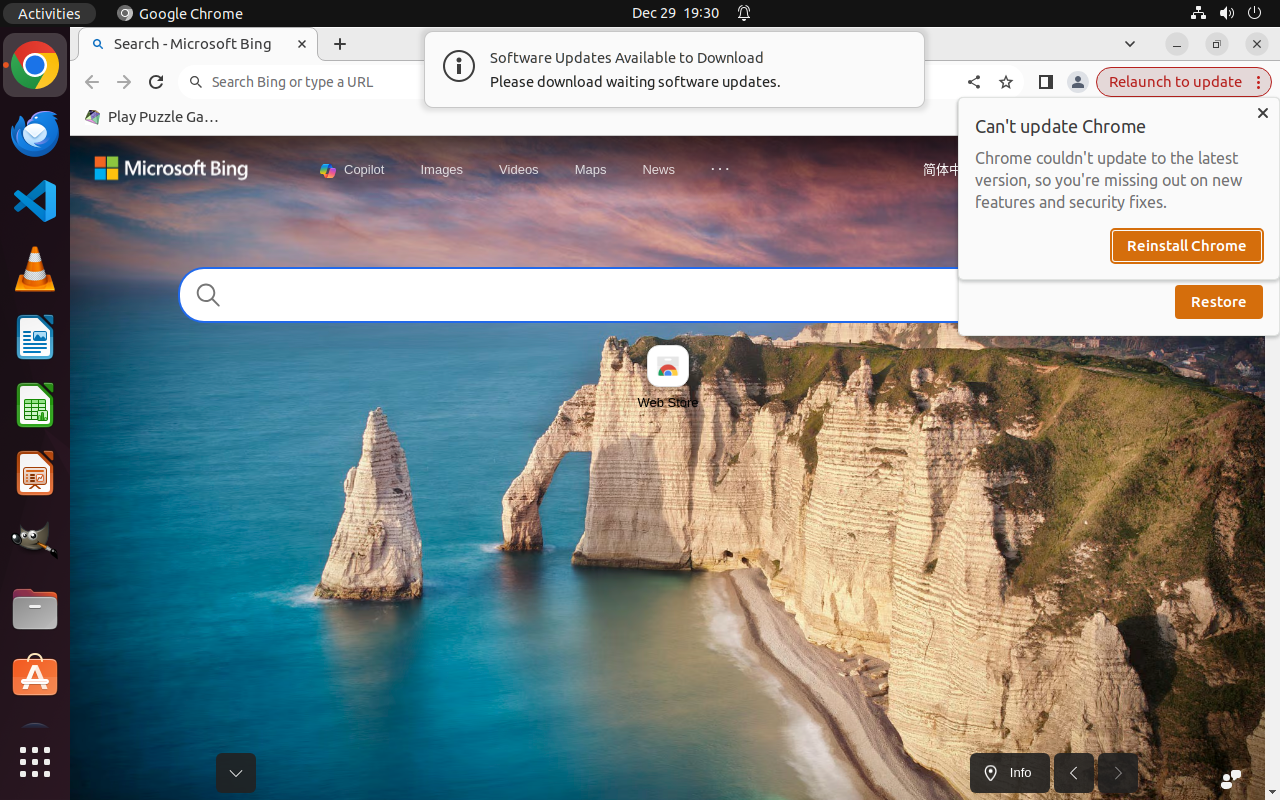 Activities
Google Chrome
Dec 29 19:30
Search - Microsoft Bing
Software Updates Available to Download
Please download waiting software updates.
Search Bing or type a URL
Relaunch to update
Play Puzzle Ga…
Can't update Chrome
Chrome couldn't update to the latest
version, so you're missing out on new
features and security fixes.
Reinstall Chrome
Restore
Microsoft Bing
Copilot
Images
Videos
Maps
News
简体中
Web Store
Info